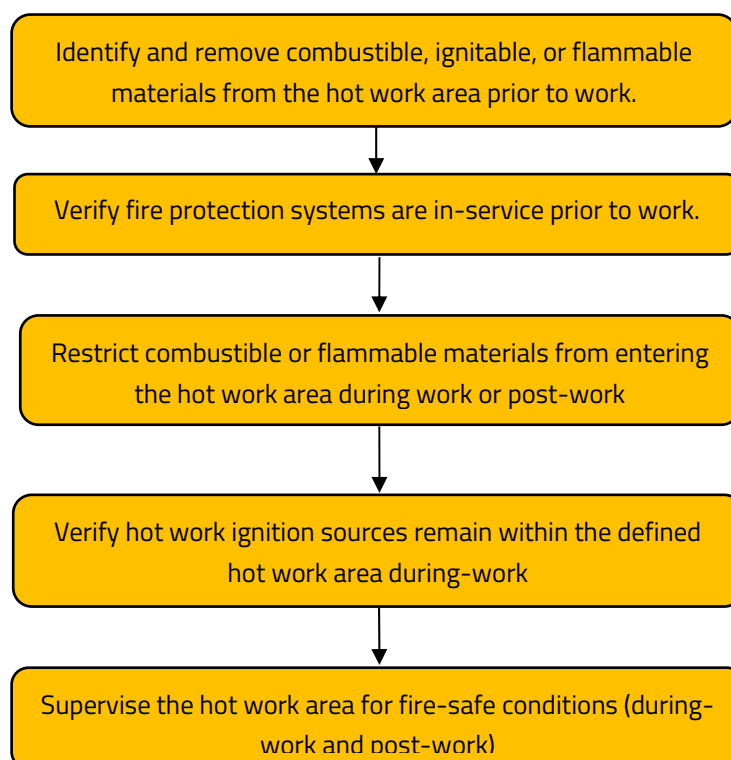 Identify and remove combustible, ignitable, or flammable
materials from the hot work area prior to work.
Verify fire protection systems are in-service prior to work.
Restrict combustible or flammable materials from entering
the hot work area during work or post-work
Verify hot work ignition sources remain within the defined
hot work area during-work
Supervise the hot work area for fire-safe conditions (during-
work and post-work)